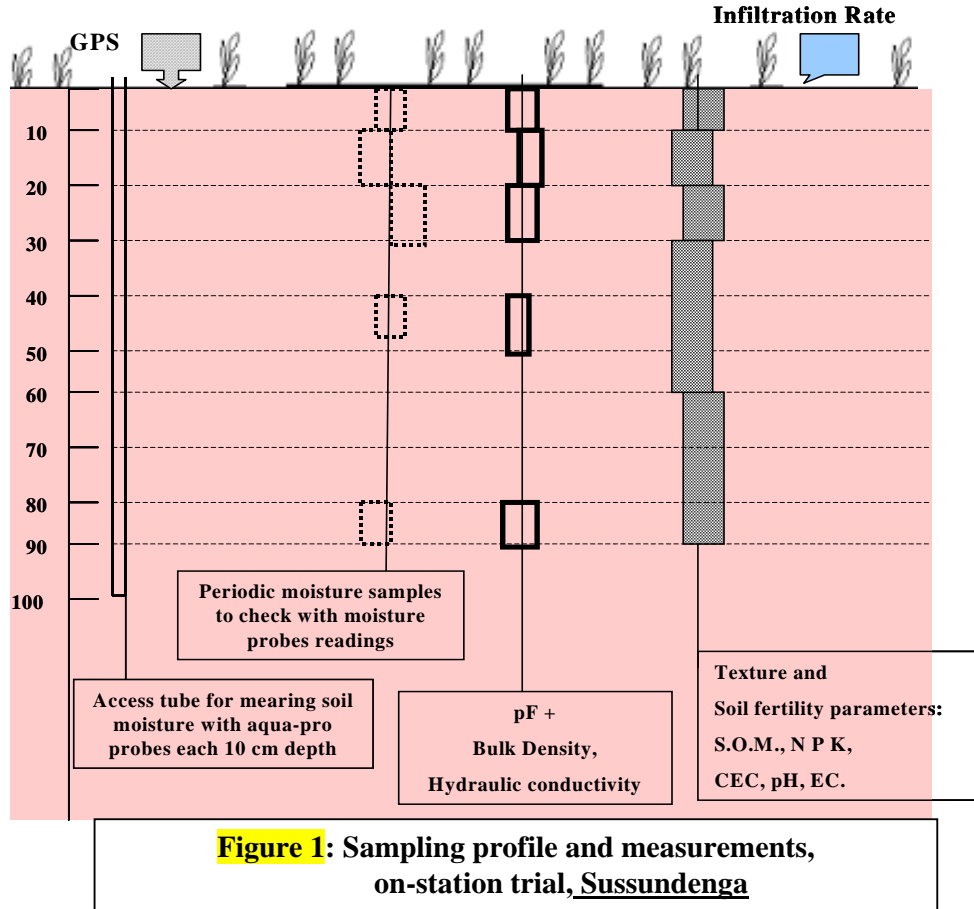 Infiltration Rate
GPS
10
20
30
40
50
60
70
80
90
100
Periodic moisture samples
to check with moisture
probes readings
Access tube for mearing soil
moisture with aqua-pro
probes each 10 cm depth
pF +
Bulk Density,
Hydraulic conductivity
Texture and
Soil fertility parameters:
S.O.M., N P K,
CEC, pH, EC.
Figure 1: Sampling profile and measurements,
on-station trial, Sussundenga